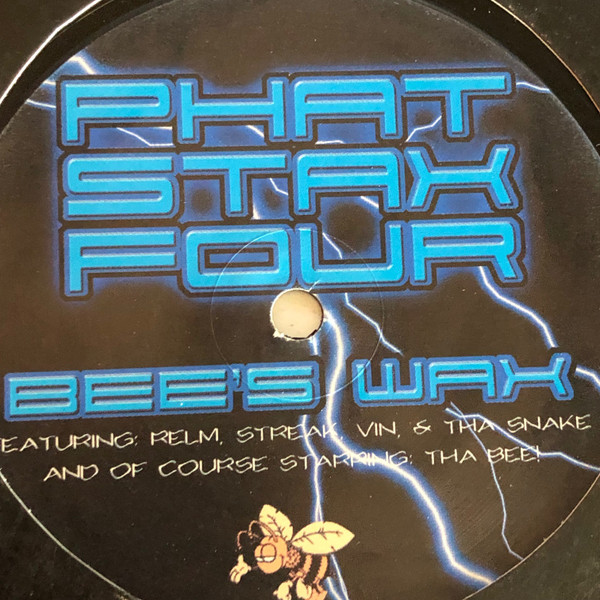 PHAT
STAX
FOUR
BEE'S WAX
EATURING: RELM, STREAK, VIN, & THA SNAKE
AND OF COURSE STARRING: THA BEE!